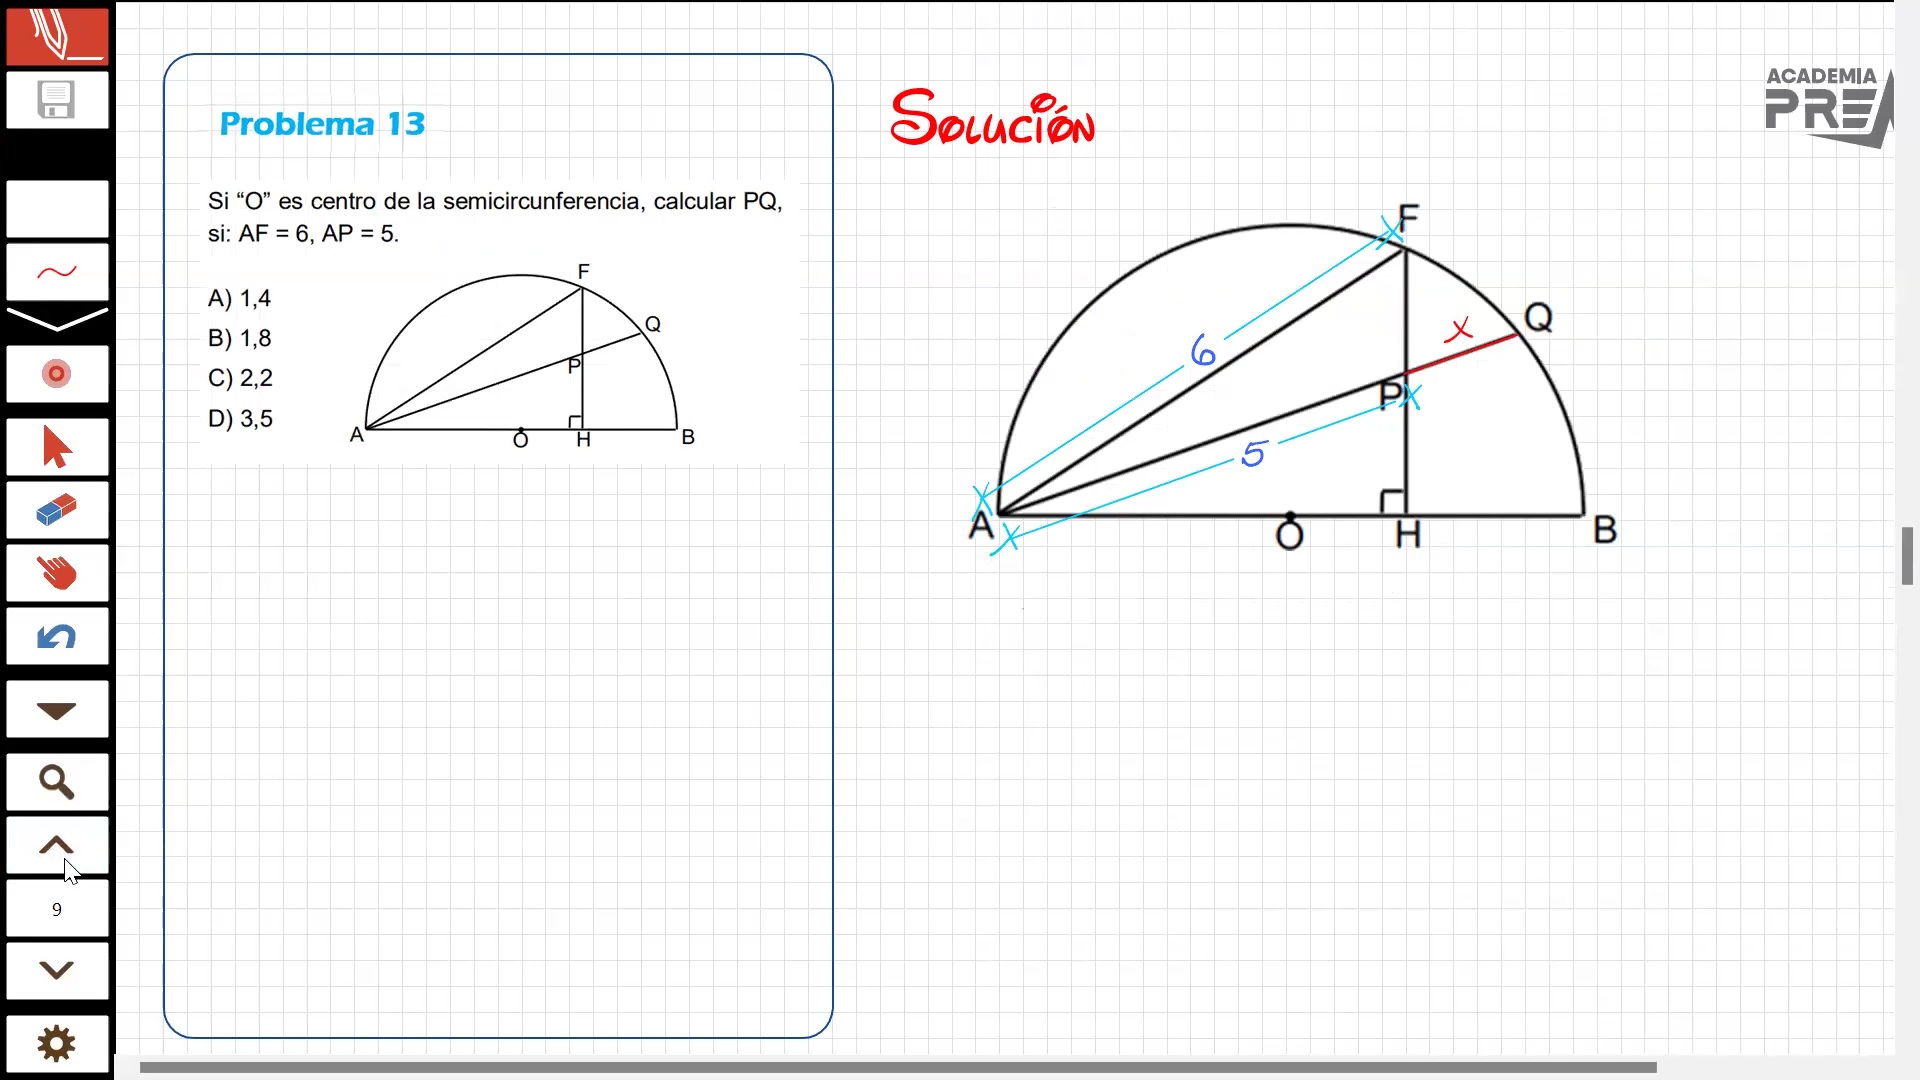 Problema 13
Si “O” es centro de la semicircunferencia, calcular PQ,
si: AF = 6, AP = 5.
A) 1,4
B) 1,8
C) 2,2
D) 3,5
F
Q
P
A
O
H
B
SOLUCIÓN
ACADEMIA
PRE
F
Q
x
6
P
5
A
O
H
B
9